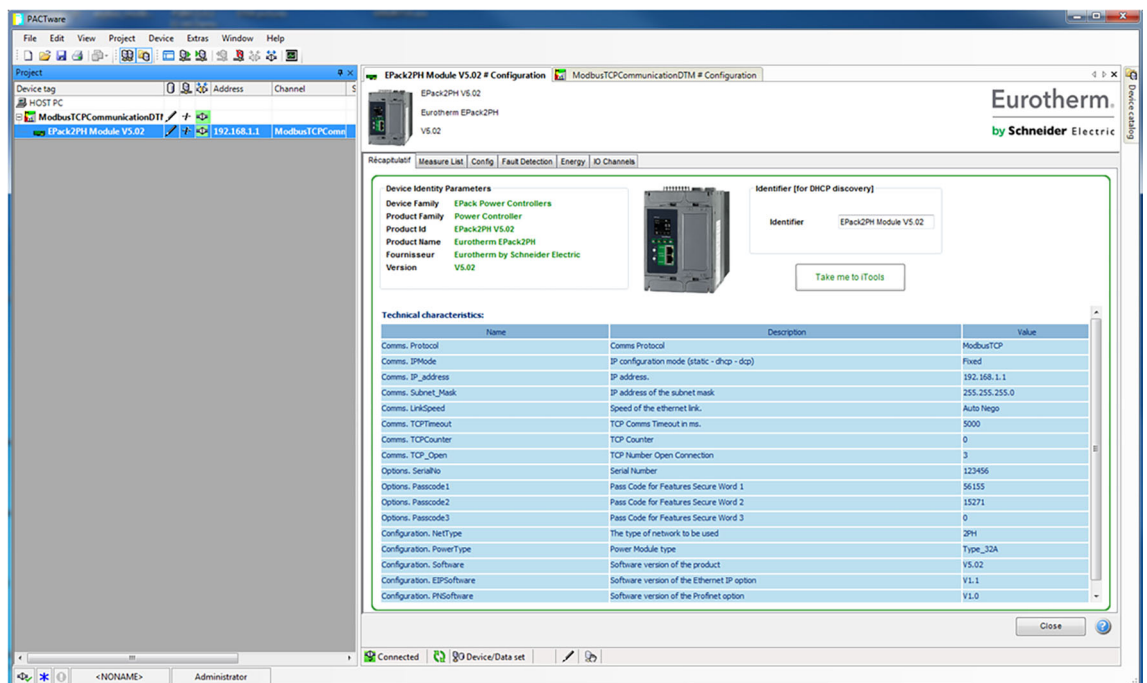 PACTware
File Edit View Project Device Extras Window Help
Project
Device tag Address Channel S
HOST PC
ModbusTCPCommunicationDTM
EPack2PH Module V5.02 192.168.1.1 ModbusTCPComm
EPack2PH Module V5.02 # Configuration ModbusTCPCommunicationDTM # Configuration
Device catalog
EPack2PH V5.02
Eurotherm EPack2PH
V5.02
Eurotherm.
by Schneider Electric
Récapitulatif Measure List Config Fault Detection Energy IO Channels
Device Identity Parameters
Device Family EPack Power Controllers
Product Family Power Controller
Product Id EPack2PH V5.02
Product Name Eurotherm EPack2PH
Fournisseur Eurotherm by Schneider Electric
Version V5.02
Identifier [for DHCP discovery]
Identifier EPack2PH Module V5.02
Take me to iTools
Technical characteristics:
Name Description Value
Comms. Protocol Comms Protocol ModbusTCP
Comms. IPMode IP configuration mode (static - dhcp - dcp) Fixed
Comms. IP_address IP address. 192.168.1.1
Comms. Subnet_Mask IP address of the subnet mask 255.255.255.0
Comms. LinkSpeed Speed of the ethernet link. Auto Nego
Comms. TCPTimeout TCP Comms Timeout in ms. 5000
Comms. TCPCounter TCP Counter 0
Comms. TCP_Open TCP Number Open Connection 3
Options. SerialNo Serial Number 123456
Options. Passcode1 Pass Code for Features Secure Word 1 56155
Options. Passcode2 Pass Code for Features Secure Word 2 15271
Options. Passcode3 Pass Code for Features Secure Word 3 0
Configuration. NetType The type of network to be used 2PH
Configuration. PowerType Power Module type Type_32A
Configuration. Software Software version of the product V5.02
Configuration. EIPSoftware Software version of the Ethernet IP option V1.1
Configuration. PNSoftware Software version of the Profinet option V1.0
Close
Connected Device/Data set
<NONAME> Administrator